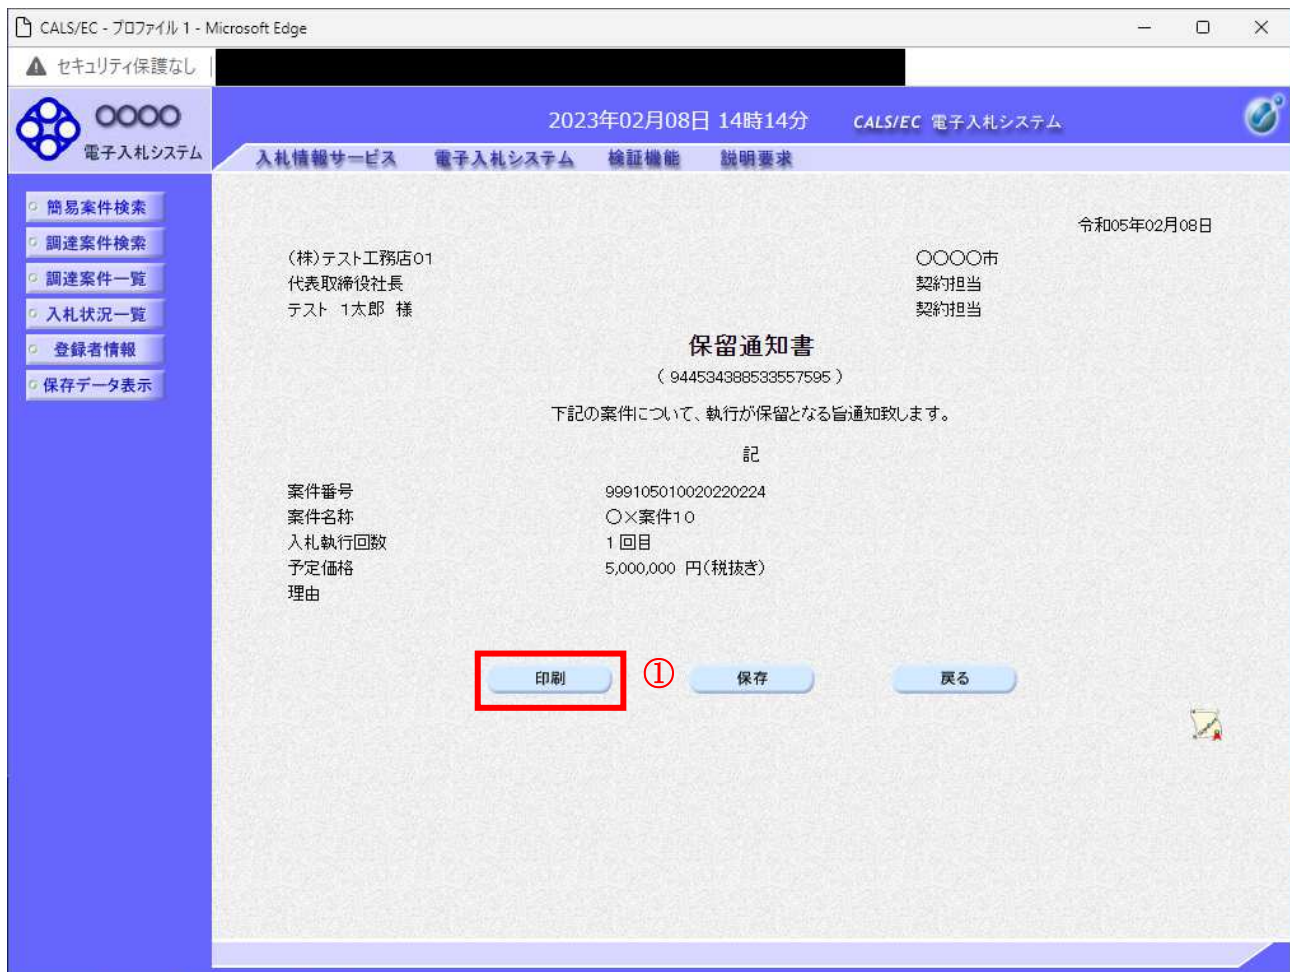 CALS/EC - プロファイル 1 - Microsoft Edge
セキュリティ保護なし
〇〇〇〇
電子入札システム
2023年02月08日 14時14分
CALS/EC 電子入札システム
入札情報サービス 電子入札システム 検証機能 説明要求
簡易案件検索
調達案件検索
調達案件一覧
入札状況一覧
登録者情報
保存データ表示
令和05年02月08日
(株)テスト工務店01
代表取締役社長
テスト 1太郎 様
〇〇〇〇市
契約担当
契約担当
保留通知書
( 944534388533557595 )
下記の案件について、執行が保留となる旨通知致します。
記
案件番号 999105010020220224
案件名称 〇×案件10
入札執行回数 1 回目
予定価格 5,000,000 円(税抜き)
理由
印刷 ① 保存 戻る